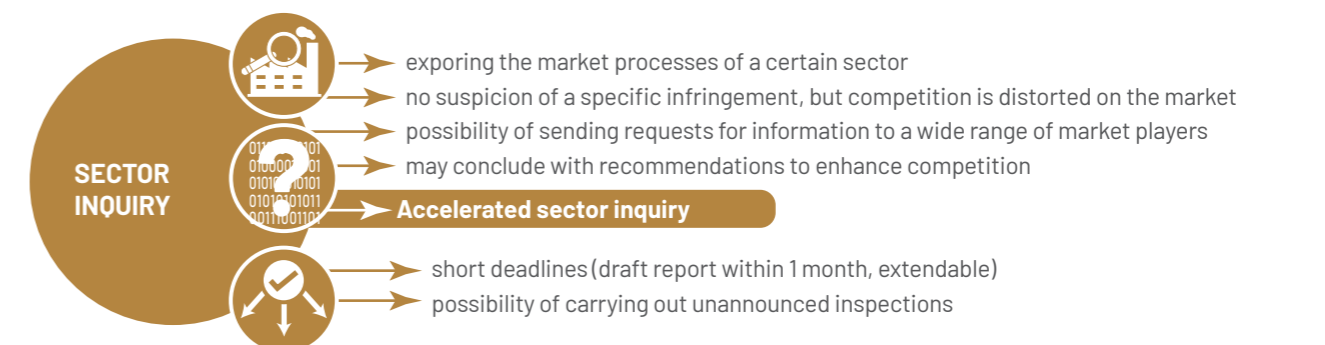 exporing the market processes of a certain sector
no suspicion of a specific infringement, but competition is distorted on the market
possibility of sending requests for information to a wide range of market players
may conclude with recommendations to enhance competition
SECTOR
INQUIRY
Accelerated sector inquiry
?
01010101011
short deadlines (draft report within 1 month, extendable)
possibility of carrying out unannounced inspections